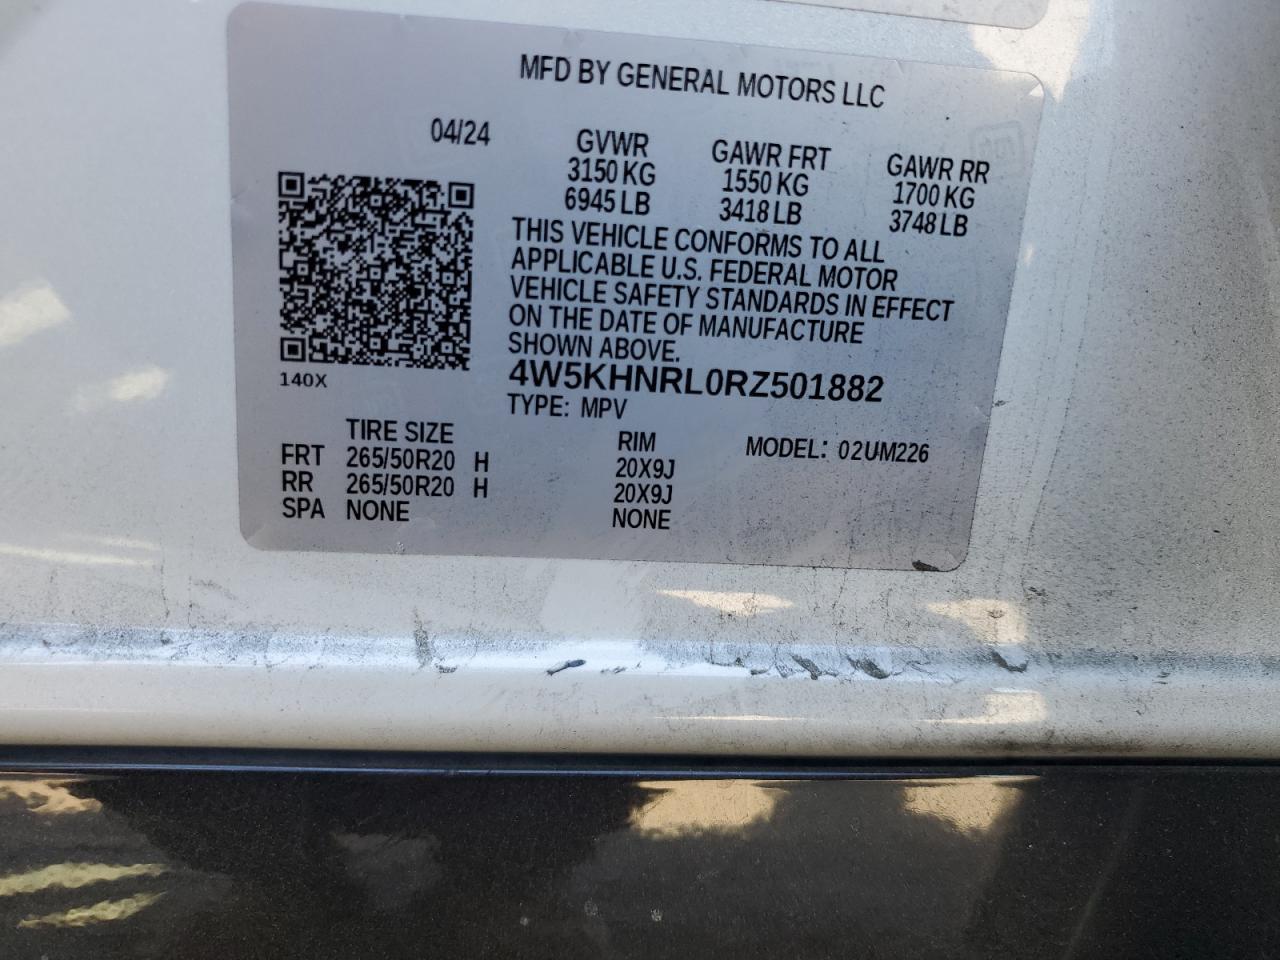 MFD BY GENERAL MOTORS LLC
04/24
GVWR
3150 KG
6945 LB
GAWR FRT
1550 KG
3418 LB
GAWR RR
1700 KG
3748 LB
THIS VEHICLE CONFORMS TO ALL
APPLICABLE U.S. FEDERAL MOTOR
VEHICLE SAFETY STANDARDS IN EFFECT
ON THE DATE OF MANUFACTURE
SHOWN ABOVE.
140X
4W5KHNRL0RZ501882
TYPE: MPV
TIRE SIZE RIM MODEL: 02UM226
FRT 265/50R20 H 20X9J
RR 265/50R20 H 20X9J
SPA NONE NONE